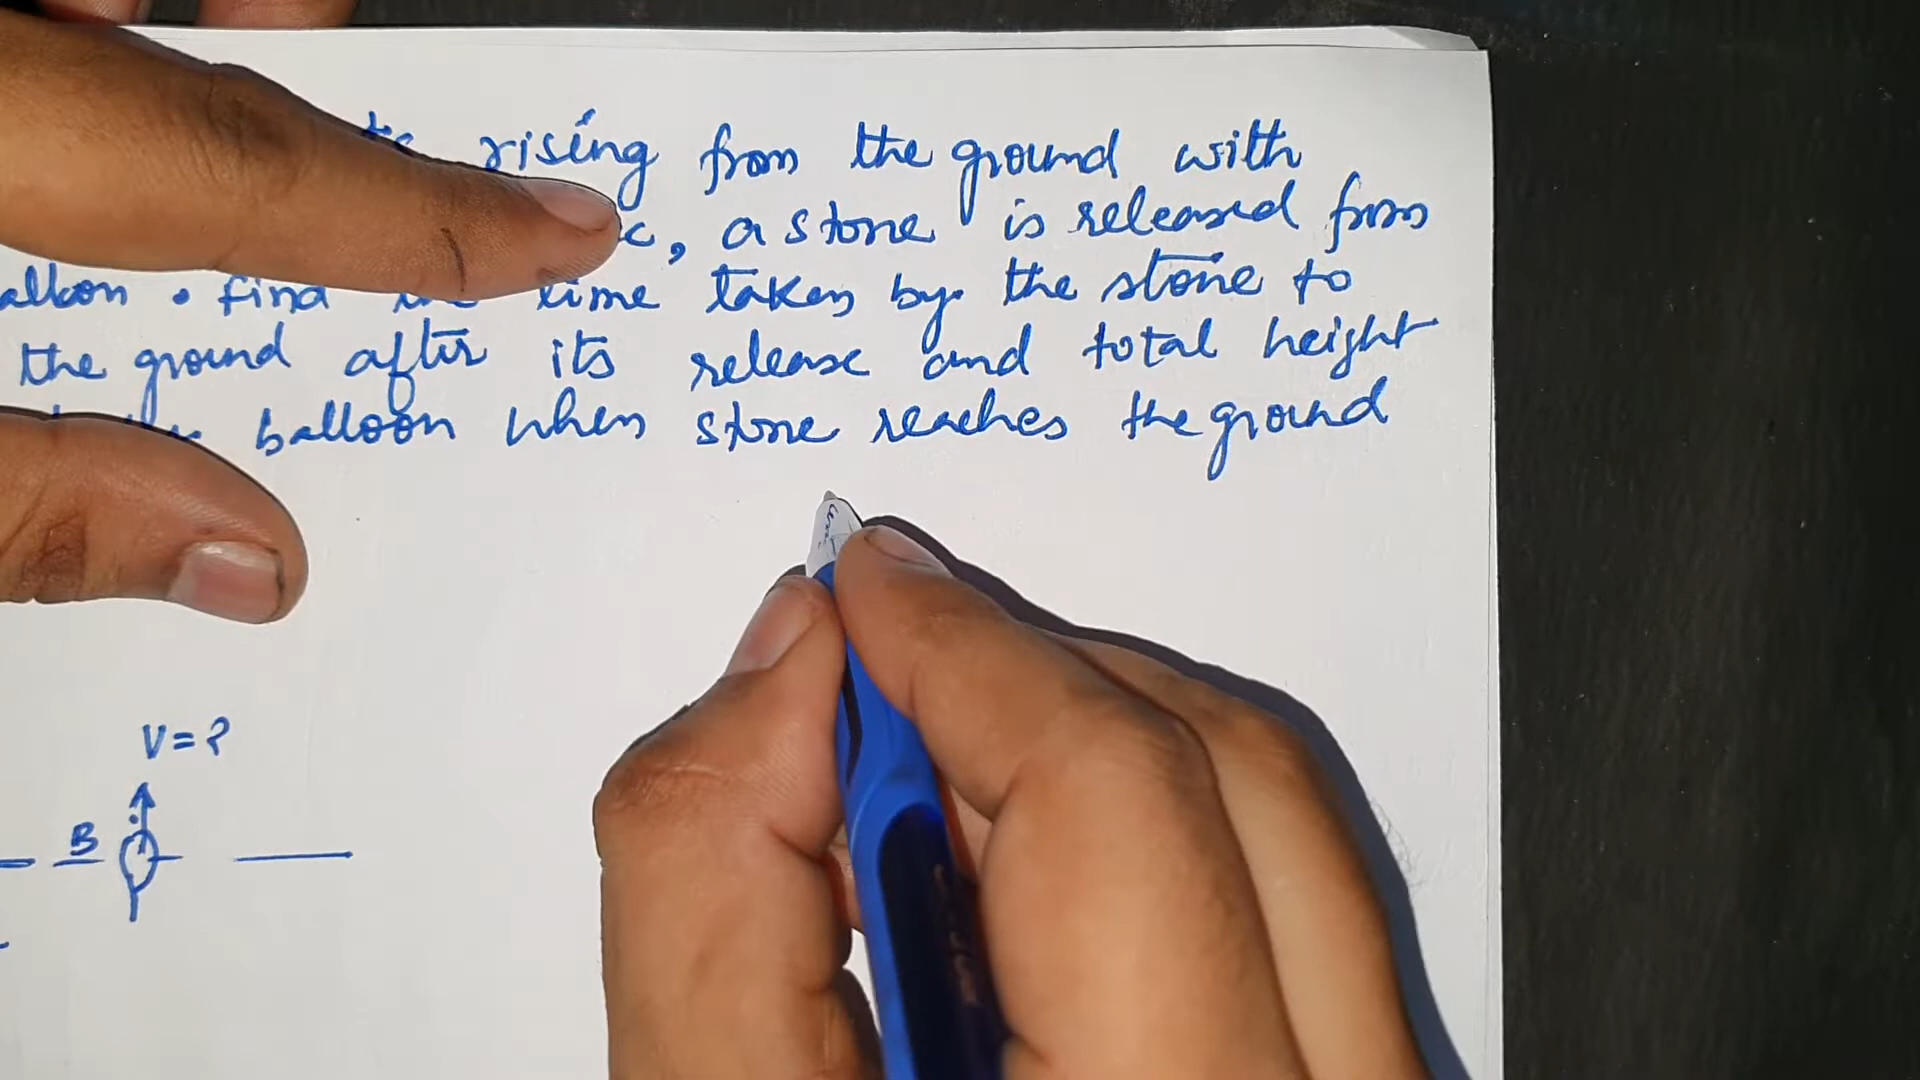 rising from the ground with
, a stone is released from
alloon. find time taken by the stone to
the ground after its release and total height
balloon when stone reaches the ground
V=?
B